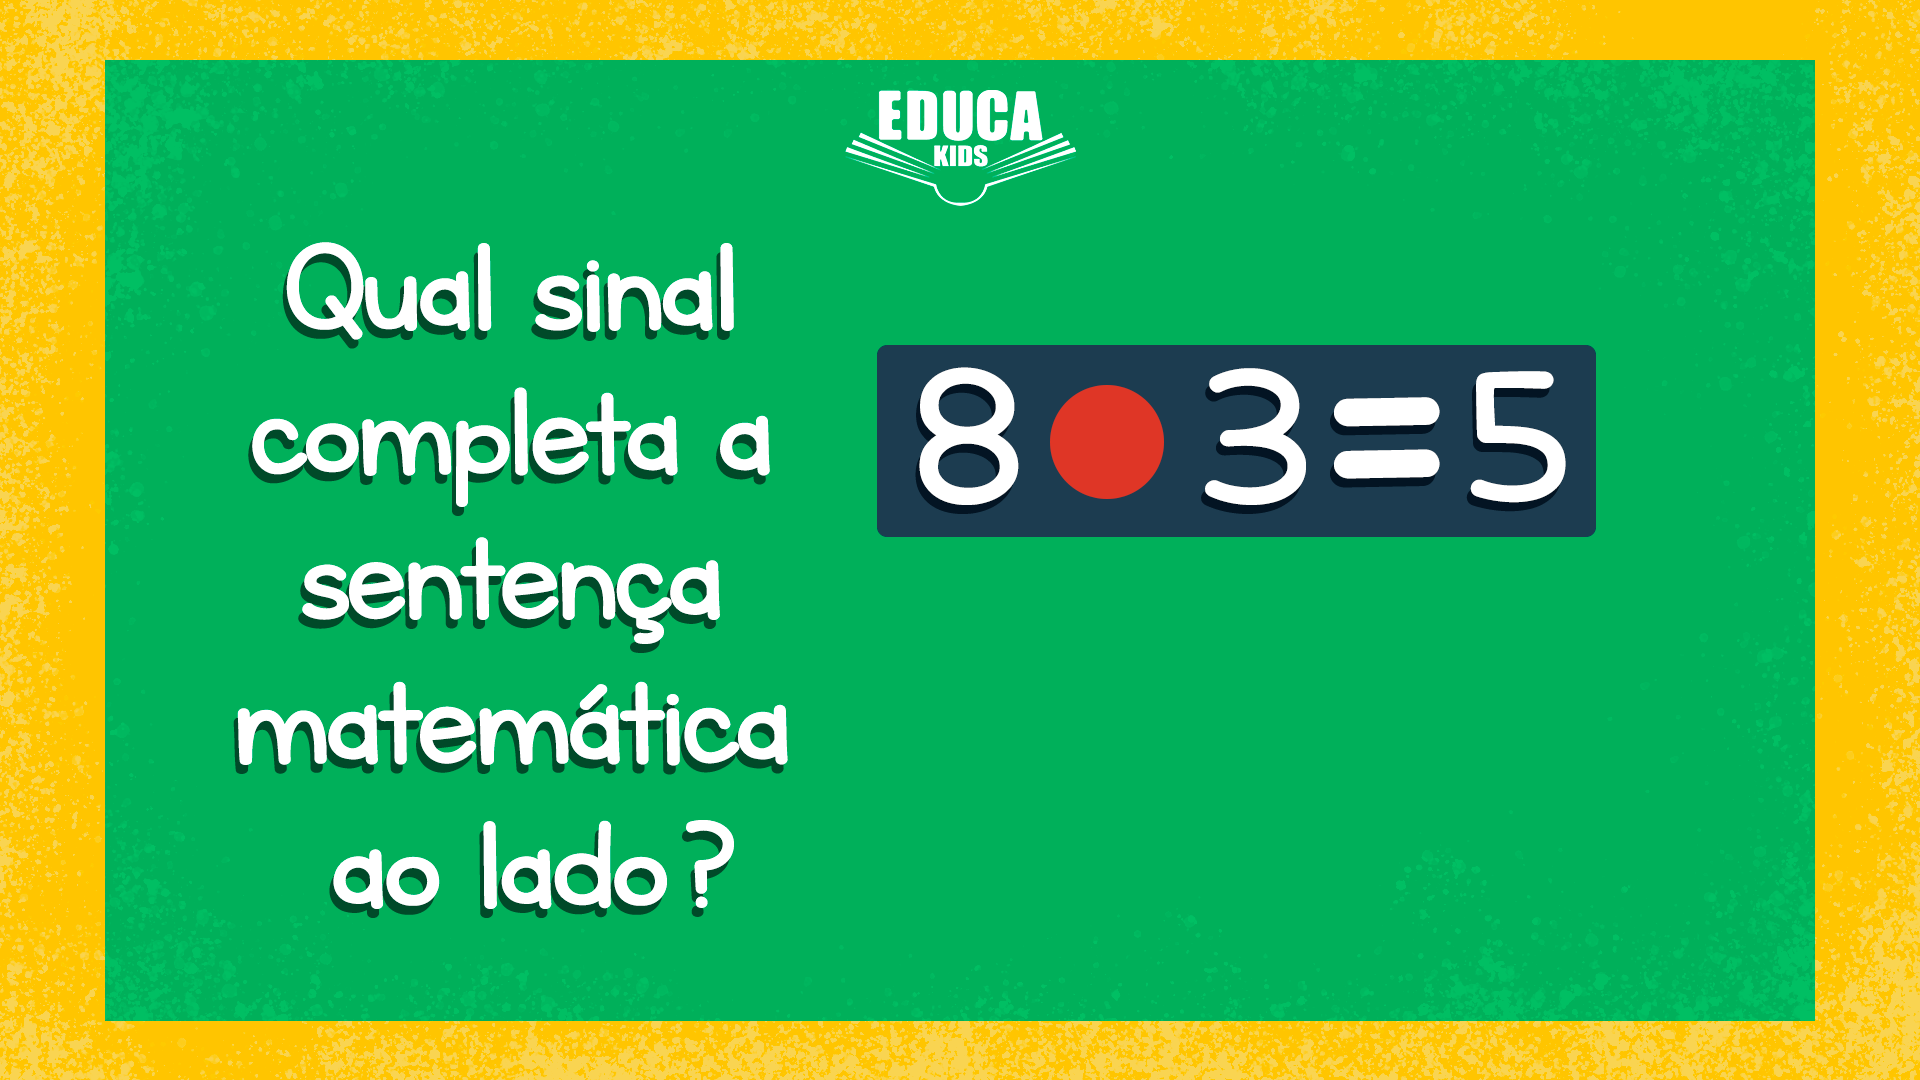 EDUCA
KIDS
Qual sinal
completa a
sentença
matemática
ao lado?
8 3=5